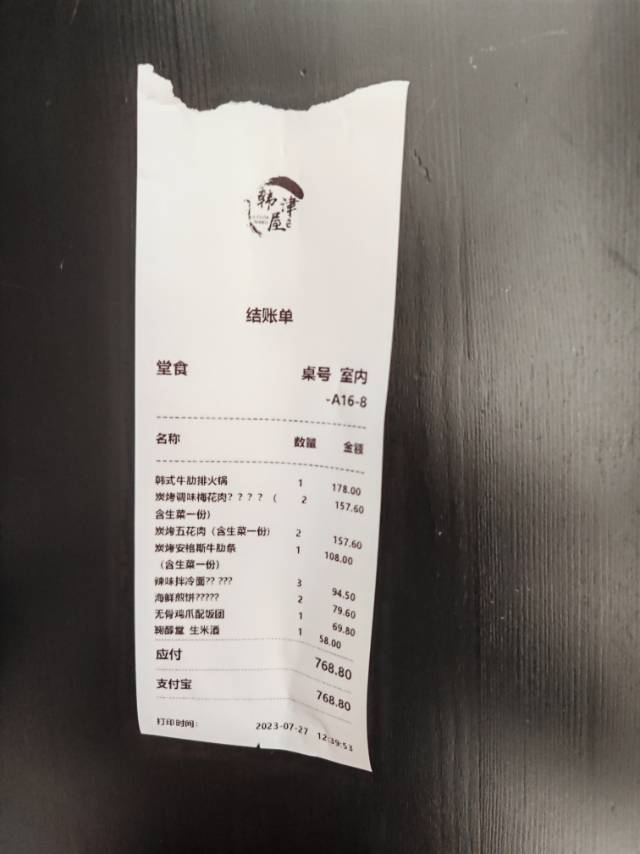 韩津
屋
结账单
堂食 桌号 室内
-A16-8
名称 数量 金额
韩式牛肋排火锅 1 178.00
炭烤调味梅花肉???? ( 2 157.60
含生菜一份)
炭烤五花肉 (含生菜一份) 2 157.60
炭烤安格斯牛肋条 1 108.00
(含生菜一份)
辣味拌冷面?? ??? 3 94.50
海鲜煎饼????? 2 79.60
无骨鸡爪配饭团 1 69.80
鞠醇堂 生米酒 1 58.00
应付 768.80
支付宝 768.80
打印时间: 2023-07-27 12:39:53